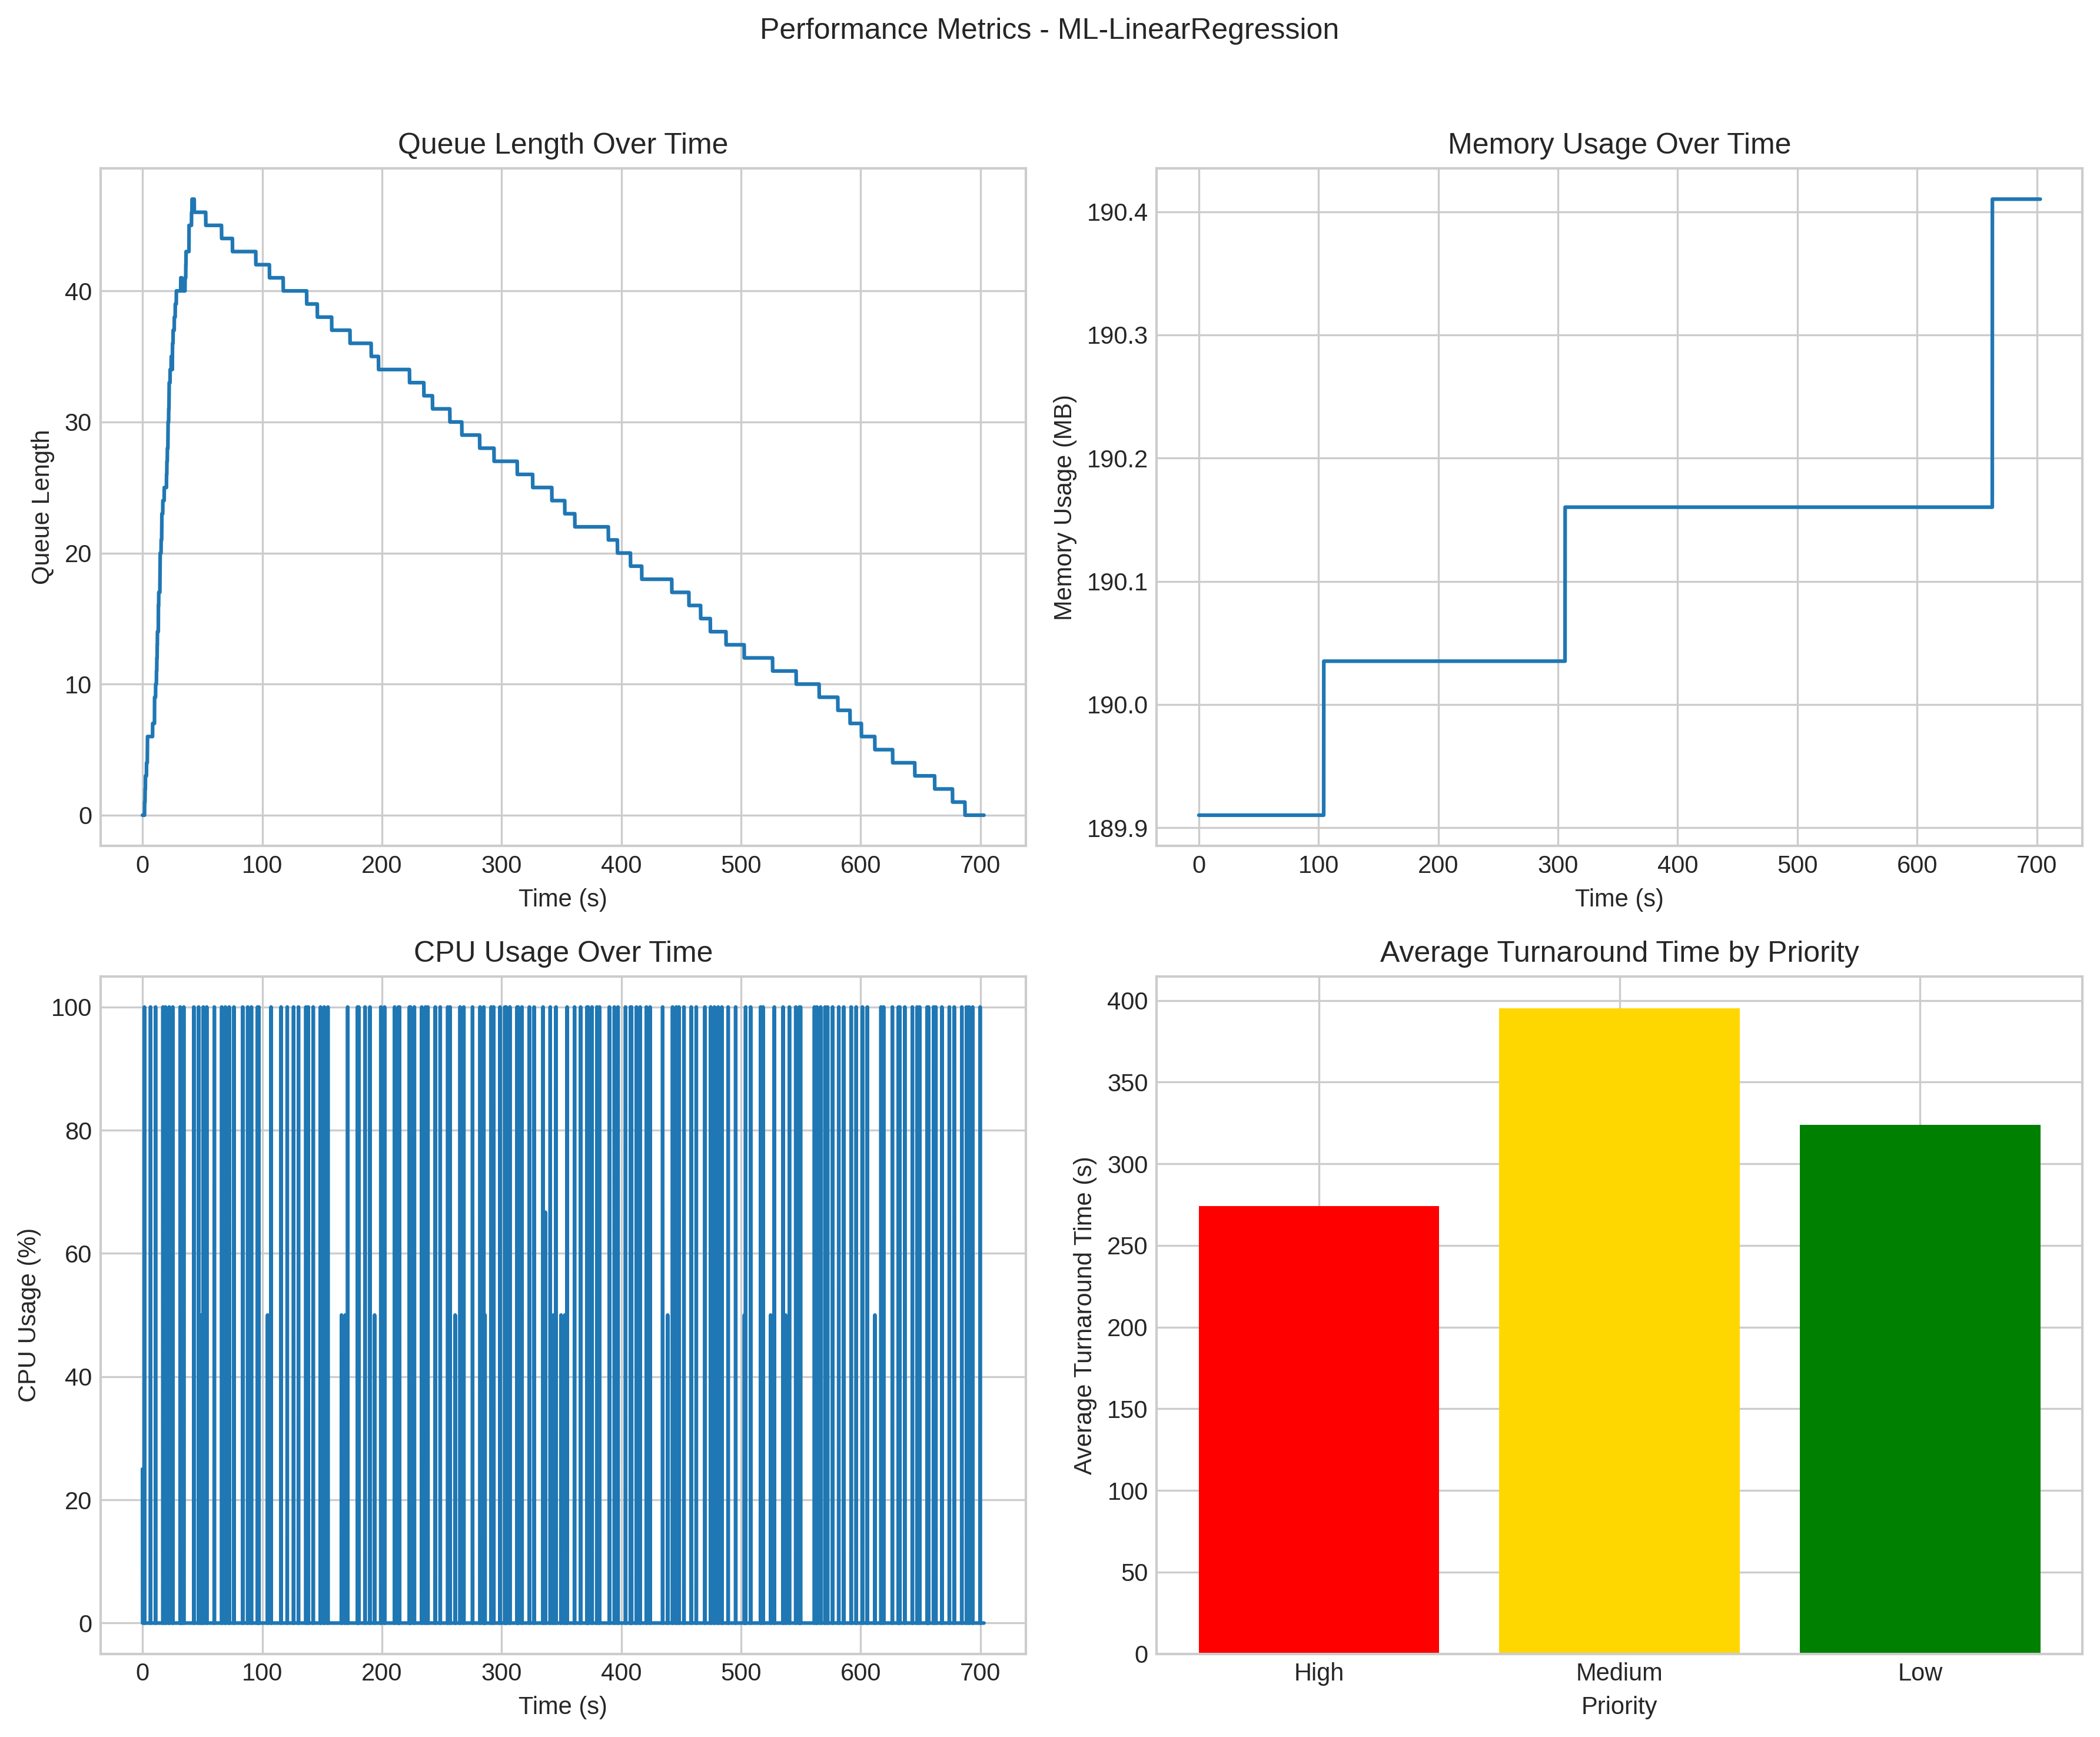 Performance Metrics - ML-LinearRegression
Queue Length Over Time
Queue Length
40
30
20
10
0
0 100 200 300 400 500 600 700
Time (s)
Memory Usage Over Time
Memory Usage (MB)
190.4
190.3
190.2
190.1
190.0
189.9
0 100 200 300 400 500 600 700
Time (s)
CPU Usage Over Time
CPU Usage (%)
100
80
60
40
20
0
0 100 200 300 400 500 600 700
Time (s)
Average Turnaround Time by Priority
Average Turnaround Time (s)
400
350
300
250
200
150
100
50
0
High Medium Low
Priority